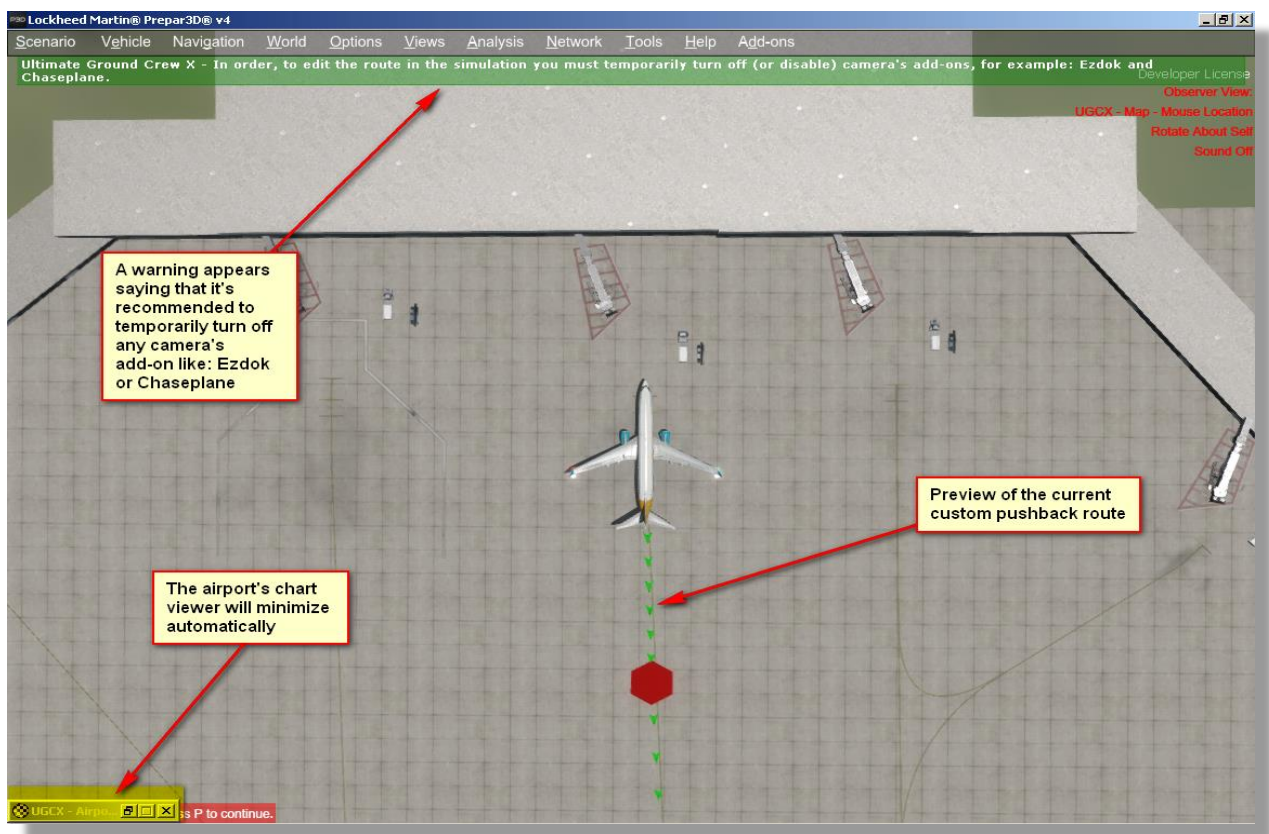 P3D Lockheed Martin® Prepar3D® v4
Scenario Vehicle Navigation World Options Views Analysis Network Tools Help Add-ons
Ultimate Ground Crew X - In order, to edit the route in the simulation you must temporarily turn off (or disable) camera's add-ons, for example: Ezdok and
Chaseplane.
Developer License
Observer View:
UGCX - Map - Mouse Location
Rotate About Self
Sound Off
A warning appears
saying that it's
recommended to
temporarily turn off
any camera's
add-on like: Ezdok
or Chaseplane
Preview of the current
custom pushback route
The airport's chart
viewer will minimize
automatically
UGCX - Airpo...
ss P to continue.